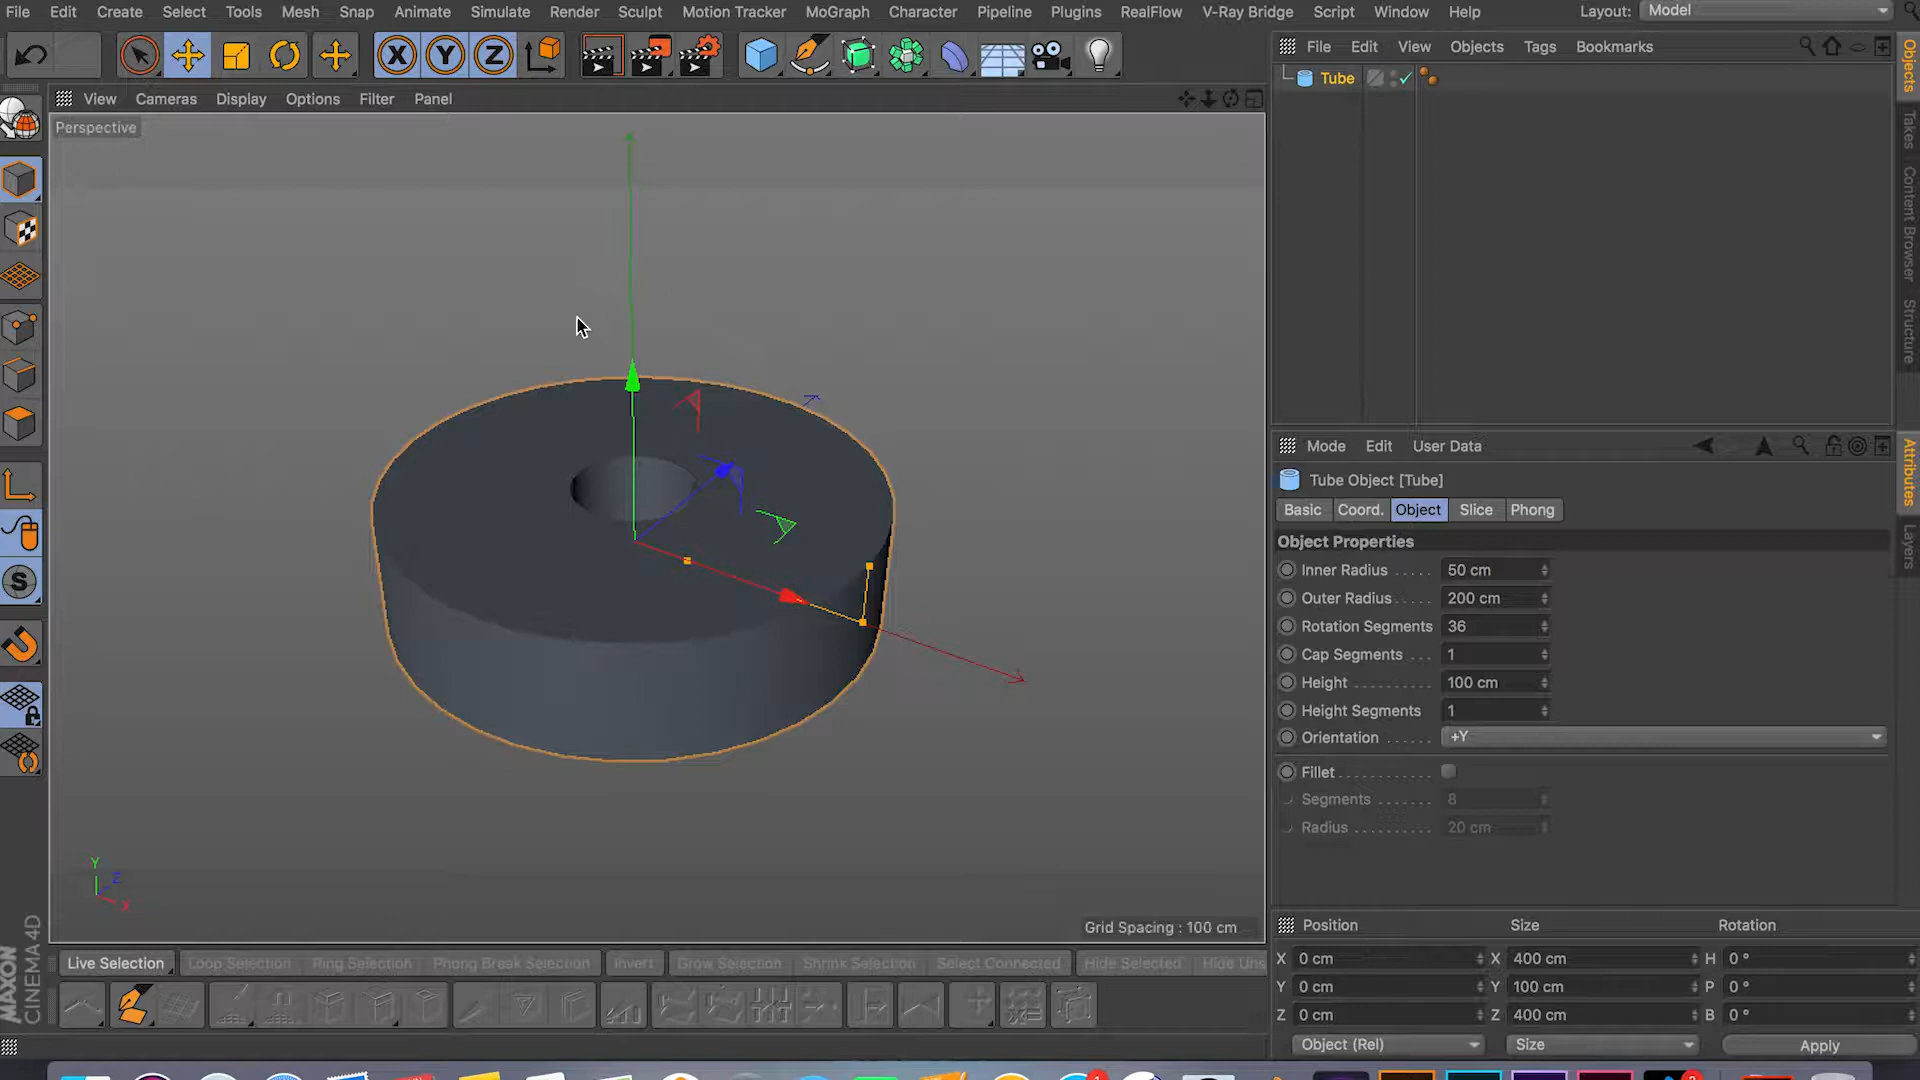 File Edit Create Select Tools Mesh Snap Animate Simulate Render Sculpt Motion Tracker MoGraph Character Pipeline Plugins RealFlow V-Ray Bridge Script Window Help Layout: Model
X Y Z
File Edit View Objects Tags Bookmarks
Tube
View Cameras Display Options Filter Panel
Perspective
Objects
Takes
Content Browser
Structure
Mode Edit User Data
Attributes
Layers
Tube Object [Tube]
Basic Coord. Object Slice Phong
Object Properties
Inner Radius 50 cm
Outer Radius 200 cm
Rotation Segments 36
Cap Segments 1
Height 100 cm
Height Segments 1
Orientation +Y
Fillet
Segments 8
Radius 20 cm
S
Y
Z
X
Grid Spacing : 100 cm
MAXON
CINEMA 4D
Position Size Rotation
X 0 cm X 400 cm H 0 °
Y 0 cm Y 100 cm P 0 °
Z 0 cm Z 400 cm B 0 °
Object (Rel) Size Apply
Live Selection Loop Selection Ring Selection Phong Break Selection Invert Grow Selection Shrink Selection Select Connected Hide Selected Hide Uns